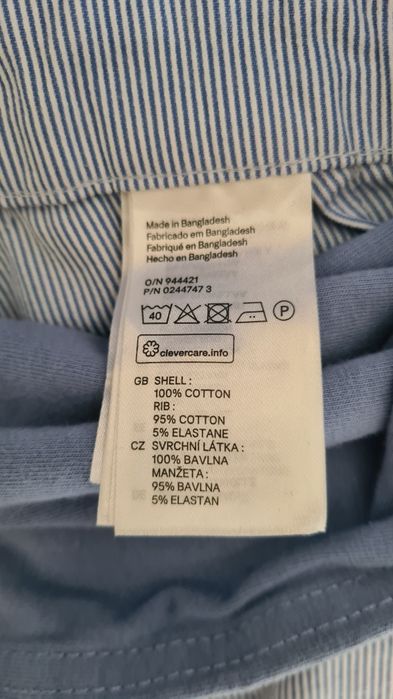 Made in Bangladesh
Fabricado em Bangladesh
Fabriqué en Bangladesh
Hecho en Bangladesh
O/N 944421
P/N 0244747 3
40 P
clevercare.info
GB SHELL:
100% COTTON
RIB:
95% COTTON
5% ELASTANE
CZ SVRCHNÍ LÁTKA:
100% BAVLNA
MANŽETA:
95% BAVLNA
5% ELASTAN